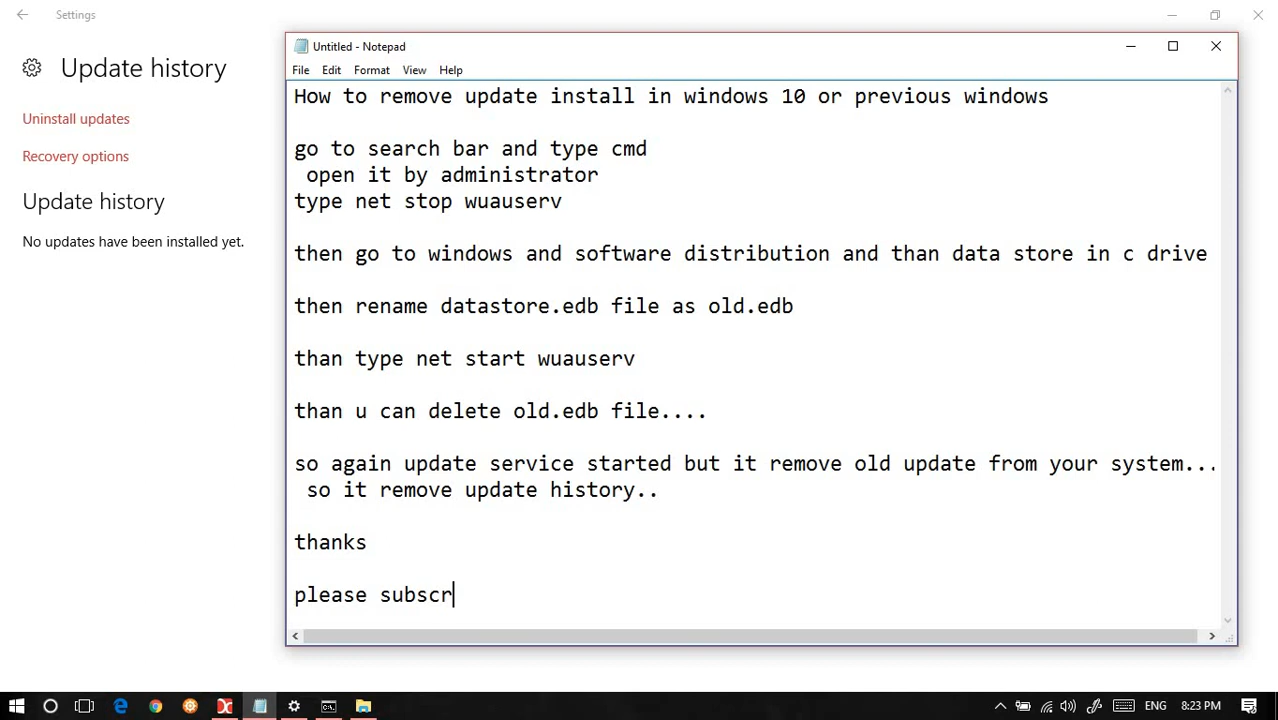 Settings
Update history
Uninstall updates
Recovery options
Update history
No updates have been installed yet.
Untitled - Notepad
File Edit Format View Help
How to remove update install in windows 10 or previous windows
go to search bar and type cmd
open it by administrator
type net stop wuauserv
then go to windows and software distribution and than data store in c drive
then rename datastore.edb file as old.edb
than type net start wuauserv
than u can delete old.edb file....
so again update service started but it remove old update from your system...
so it remove update history..
thanks
please subscr
ENG 8:23 PM